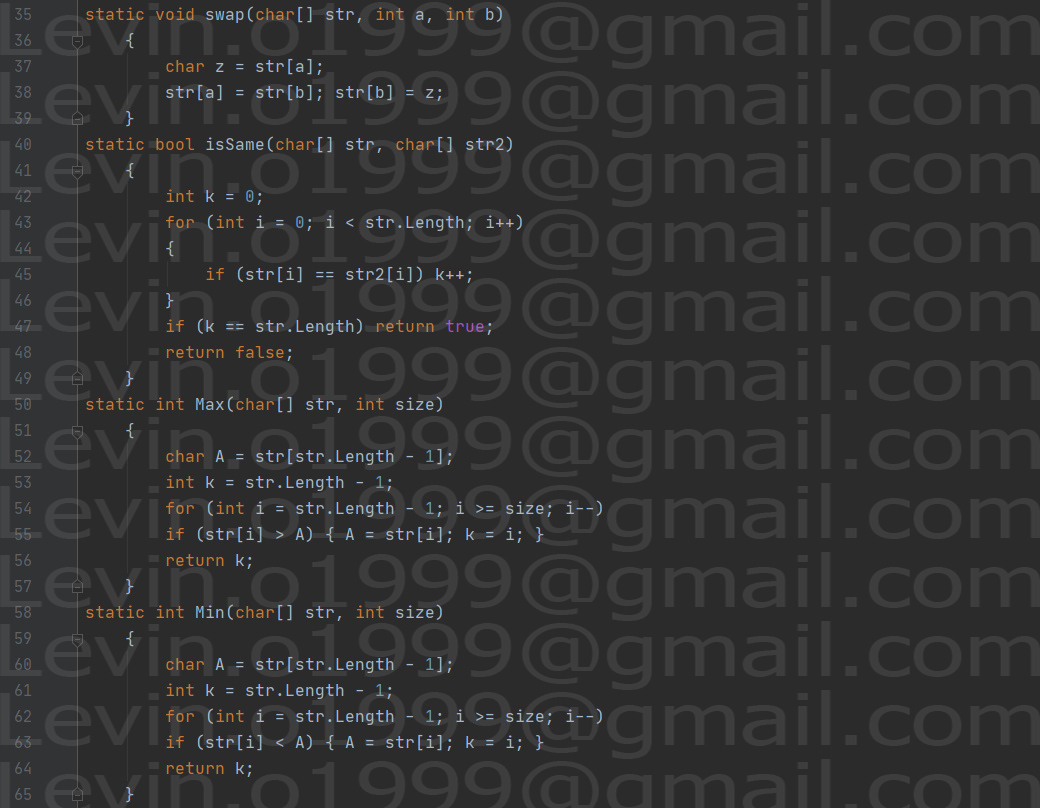 35 static void swap(char[] str, int a, int b)
36 {
37 char z = str[a];
38 str[a] = str[b]; str[b] = z;
39 }
40 static bool isSame(char[] str, char[] str2)
41 {
42 int k = 0;
43 for (int i = 0; i < str.Length; i++)
44 {
45 if (str[i] == str2[i]) k++;
46 }
47 if (k == str.Length) return true;
48 return false;
49 }
50 static int Max(char[] str, int size)
51 {
52 char A = str[str.Length - 1];
53 int k = str.Length - 1;
54 for (int i = str.Length - 1; i >= size; i--)
55 if (str[i] > A) { A = str[i]; k = i; }
56 return k;
57 }
58 static int Min(char[] str, int size)
59 {
60 char A = str[str.Length - 1];
61 int k = str.Length - 1;
62 for (int i = str.Length - 1; i >= size; i--)
63 if (str[i] < A) { A = str[i]; k = i; }
64 return k;
65 }
Levin.o1999@gmail.com
Levin.o1999@gmail.com
Levin.o1999@gmail.com
Levin.o1999@gmail.com
Levin.o1999@gmail.com
Levin.o1999@gmail.com
Levin.o1999@gmail.com
Levin.o1999@gmail.com
Levin.o1999@gmail.com
Levin.o1999@gmail.com
Levin.o1999@gmail.com
Levin.o1999@gmail.com